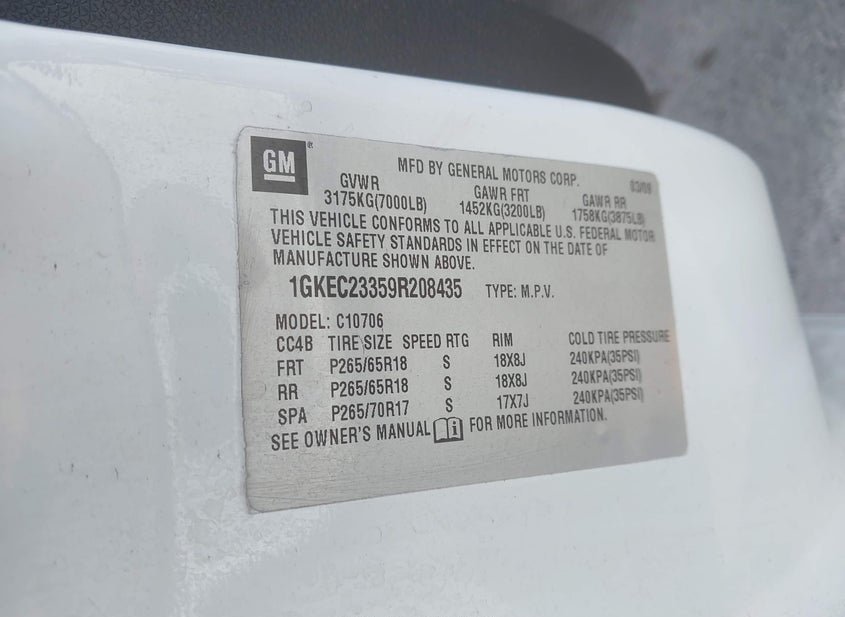 GM ® MFD BY GENERAL MOTORS CORP. 03/09
GVWR GAWR FRT GAWR RR
3175KG(7000LB) 1452KG(3200LB) 1758KG(3875LB)
THIS VEHICLE CONFORMS TO ALL APPLICABLE U.S. FEDERAL MOTOR
VEHICLE SAFETY STANDARDS IN EFFECT ON THE DATE OF
MANUFACTURE SHOWN ABOVE.
1GKEC23359R208435 TYPE: M.P.V.
MODEL: C10706
CC4B TIRE SIZE SPEED RTG RIM COLD TIRE PRESSURE
FRT P265/65R18 S 18X8J 240KPA(35PSI)
RR P265/65R18 S 18X8J 240KPA(35PSI)
SPA P265/70R17 S 17X7J 240KPA(35PSI)
SEE OWNER'S MANUAL i FOR MORE INFORMATION.